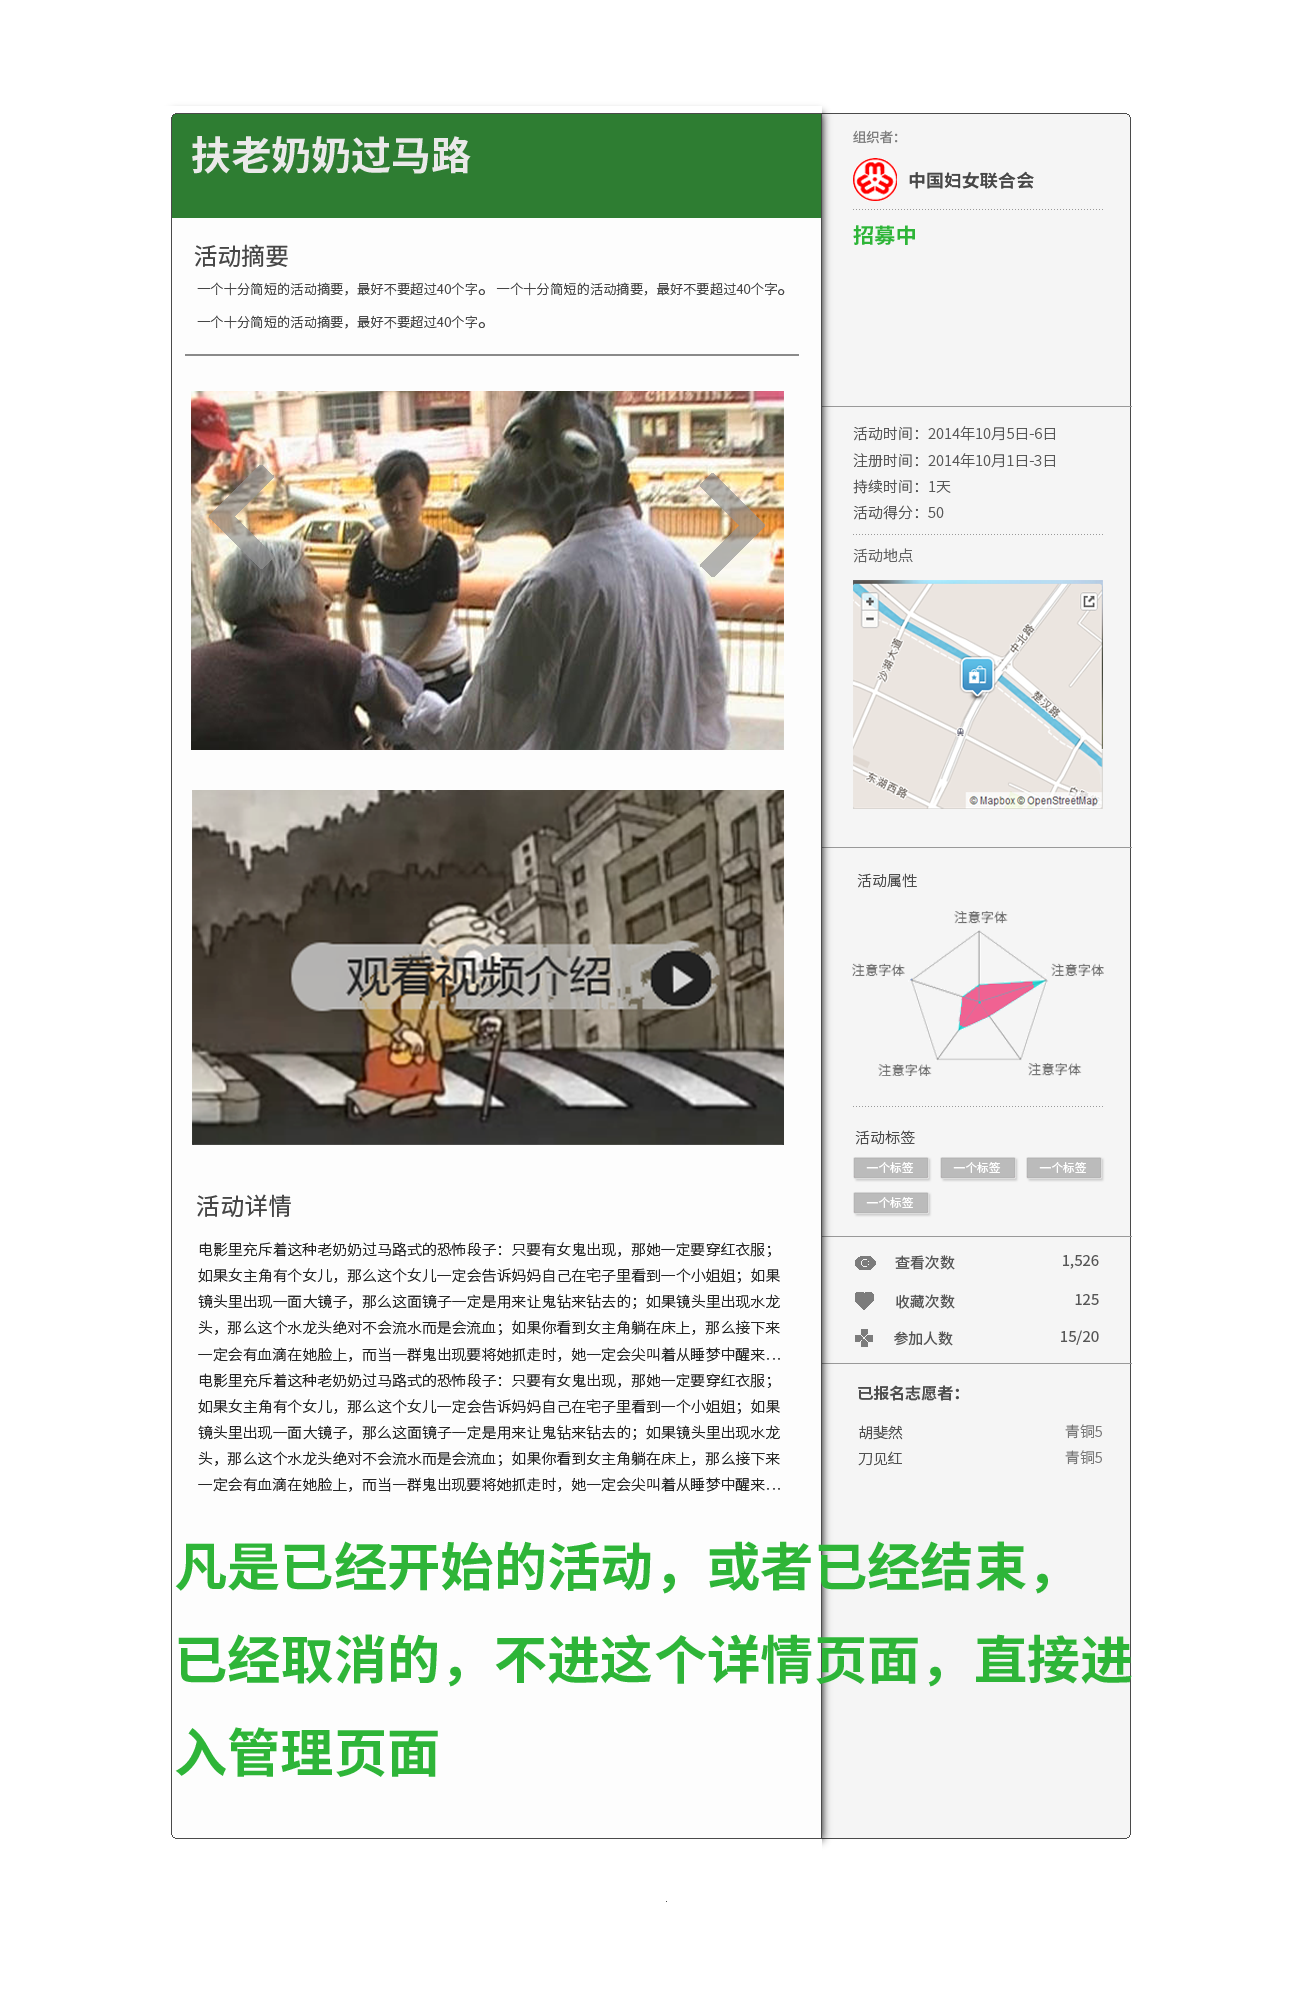 扶老奶奶过马路
活动摘要
一个十分简短的活动摘要，最好不要超过40个字。 一个十分简短的活动摘要，最好不要超过40个字。
一个十分简短的活动摘要，最好不要超过40个字。
CHRISTINE
观看视频介绍
活动详情
电影里充斥着这种老奶奶过马路式的恐怖段子：只要有女鬼出现，那她一定要穿红衣服；
如果女主角有个女儿，那么这个女儿一定会告诉妈妈自己在宅子里看到一个小姐姐；如果
镜头里出现一面大镜子，那么这面镜子一定是用来让鬼钻来钻去的；如果镜头里出现水龙
头，那么这个水龙头绝对不会流水而是会流血；如果你看到女主角躺在床上，那么接下来
一定会有血滴在她脸上，而当一群鬼出现要将她抓走时，她一定会尖叫着从睡梦中醒来...
电影里充斥着这种老奶奶过马路式的恐怖段子：只要有女鬼出现，那她一定要穿红衣服；
如果女主角有个女儿，那么这个女儿一定会告诉妈妈自己在宅子里看到一个小姐姐；如果
镜头里出现一面大镜子，那么这面镜子一定是用来让鬼钻来钻去的；如果镜头里出现水龙
头，那么这个水龙头绝对不会流水而是会流血；如果你看到女主角躺在床上，那么接下来
一定会有血滴在她脸上，而当一群鬼出现要将她抓走时，她一定会尖叫着从睡梦中醒来...
组织者：
中国妇女联合会
招募中
活动时间：2014年10月5日-6日
注册时间：2014年10月1日-3日
持续时间：1天
活动得分：50
活动地点
中北路
沙湖大道
楚汉路
东湖西路
© Mapbox © OpenStreetMap
活动属性
注意字体
注意字体
注意字体
注意字体
注意字体
活动标签
一个标签 一个标签 一个标签
一个标签
查看次数 1,526
收藏次数 125
参加人数 15/20
已报名志愿者：
胡斐然 青铜5
刀见红 青铜5
凡是已经开始的活动，或者已经结束，
已经取消的，不进这个详情页面，直接进
入管理页面